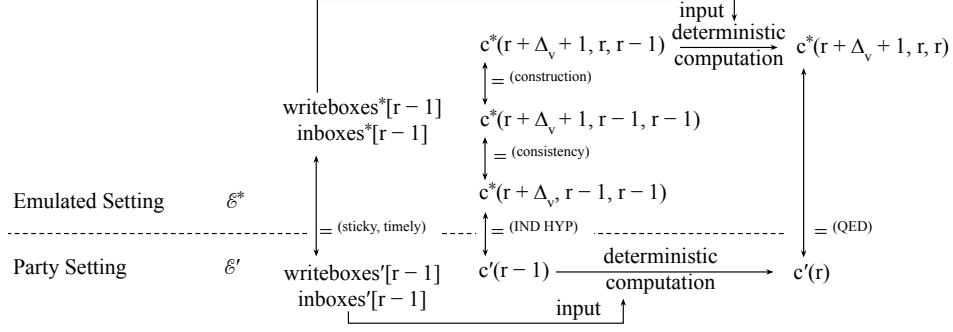 input
c*(r + Δv + 1, r, r − 1)
deterministic
computation
c*(r + Δv + 1, r, r)
= (construction)
writeboxes*[r − 1]
inboxes*[r − 1]
c*(r + Δv + 1, r − 1, r − 1)
= (consistency)
c*(r + Δv, r − 1, r − 1)
Emulated Setting ℰ*
= (sticky, timely)
= (IND HYP)
= (QED)
Party Setting ℰ′
writeboxes′[r − 1]
inboxes′[r − 1]
c′(r − 1)
deterministic
computation
c′(r)
input